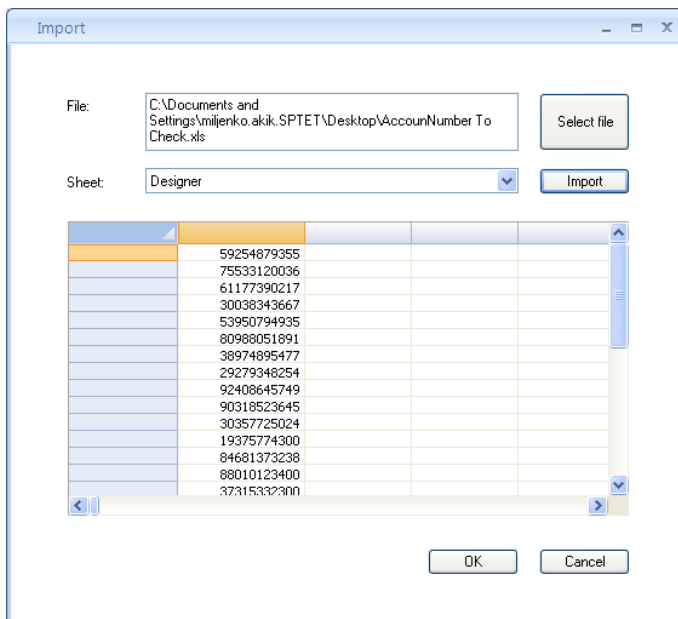 Import
File:
C:\Documents and
Settings\miljenko.akik.SPTET\Desktop\AccounNumber To
Check.xls
Select file
Sheet:
Designer
Import
59254879355
75533120036
61177390217
30038343667
53950794935
80988051891
38974895477
29279348254
92408645749
90318523645
30357725024
19375774300
84681373238
88010123400
37315332300
OK
Cancel